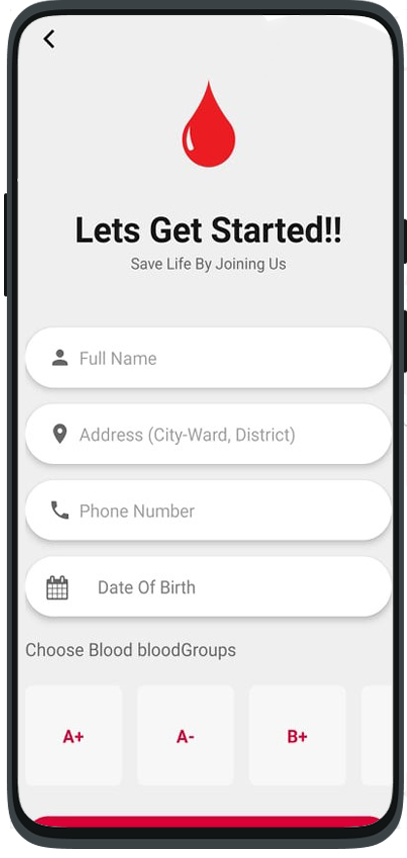 Lets Get Started!!
Save Life By Joining Us
Full Name
Address (City-Ward, District)
Phone Number
Date Of Birth
Choose Blood bloodGroups
A+
A-
B+